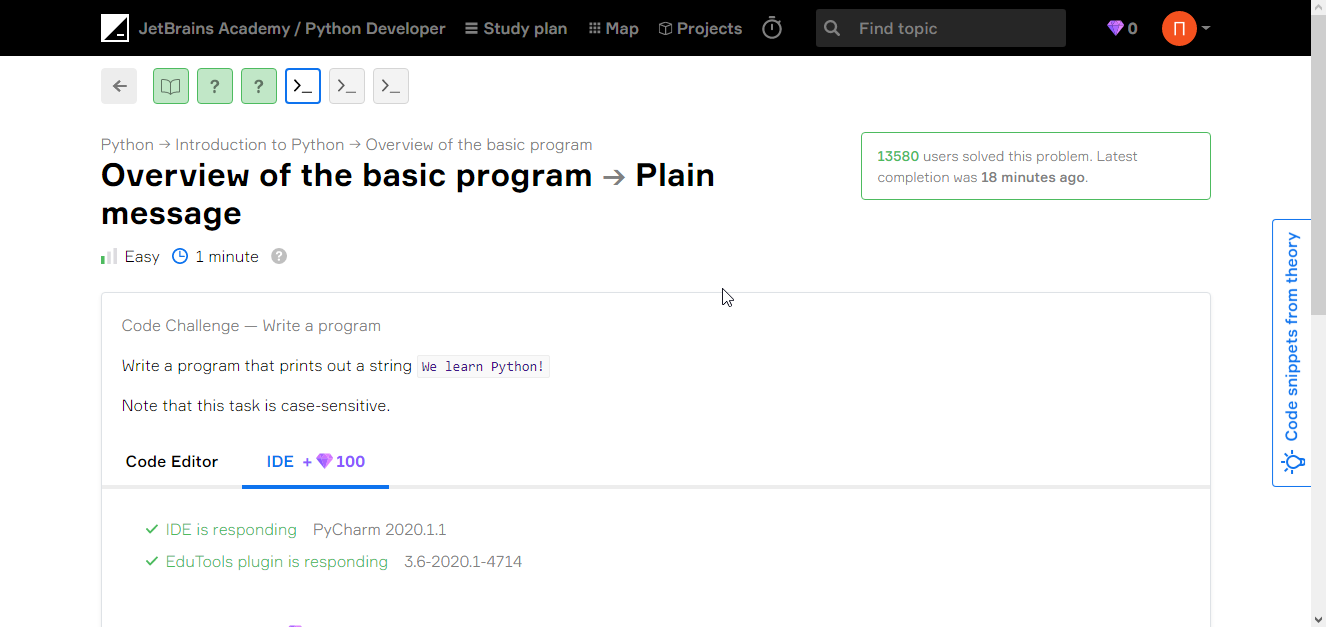 JetBrains Academy / Python Developer Study plan Map Projects Find topic 0 П
? ? >_ >_ >_
Python → Introduction to Python → Overview of the basic program
Overview of the basic program → Plain
message
13580 users solved this problem. Latest
completion was 18 minutes ago.
Easy 1 minute ?
Code Challenge — Write a program
Write a program that prints out a string We learn Python!
Note that this task is case-sensitive.
Code Editor IDE + 100
IDE is responding PyCharm 2020.1.1
EduTools plugin is responding 3.6-2020.1-4714
Code snippets from theory